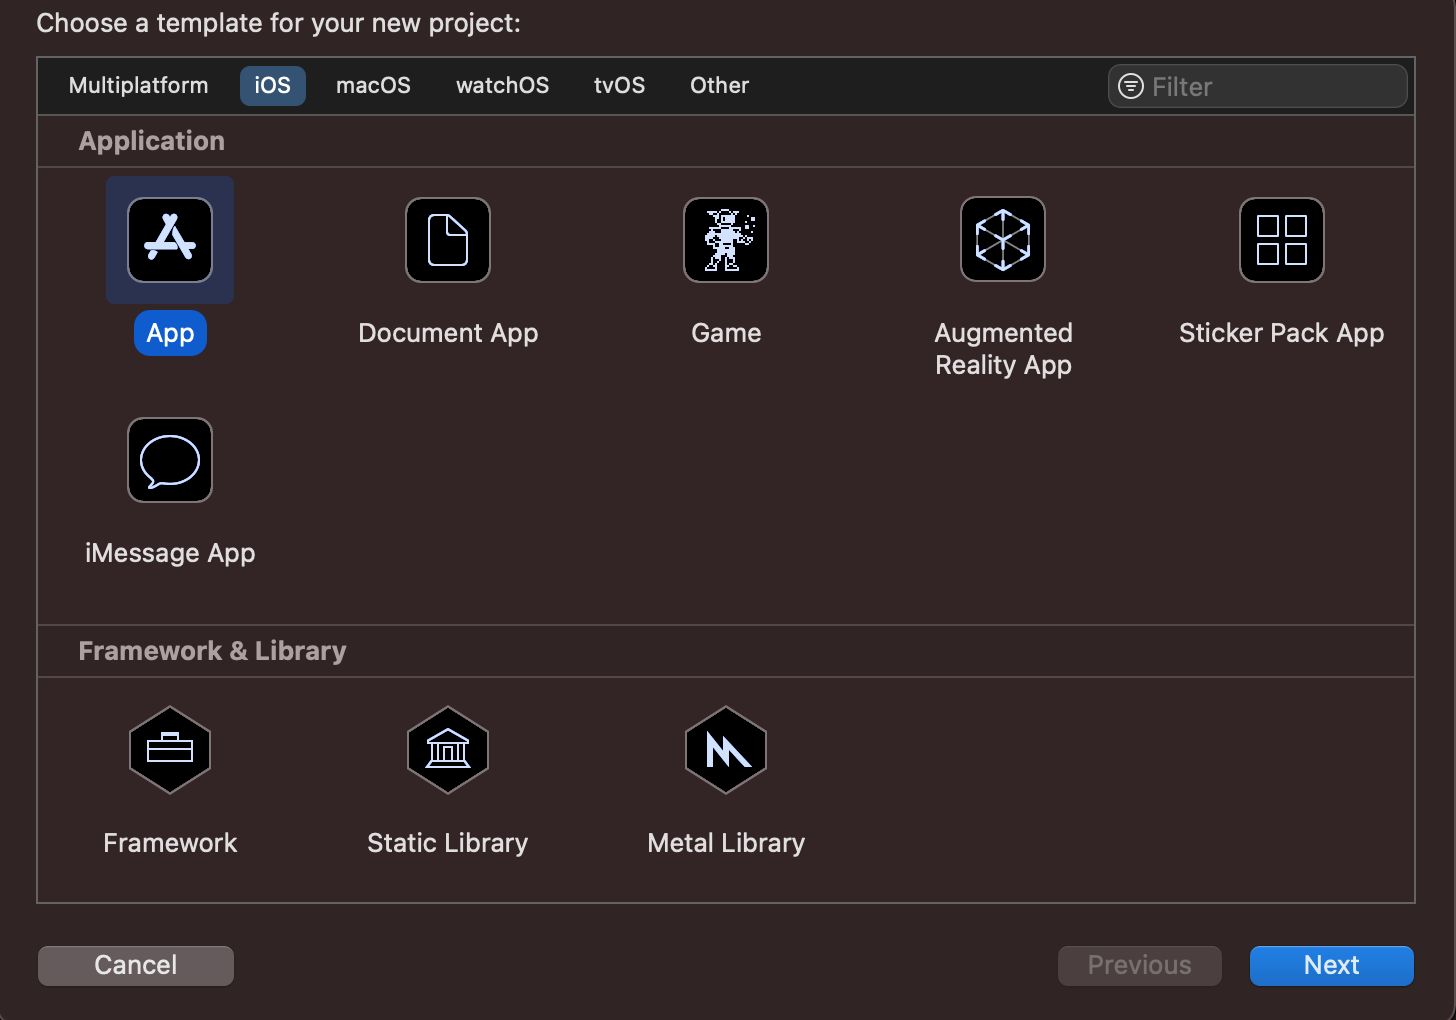 Choose a template for your new project:
Multiplatform iOS macOS watchOS tvOS Other Filter
Application
App Document App Game Augmented Sticker Pack App
Reality App
iMessage App
Framework & Library
Framework Static Library Metal Library
Cancel Previous Next